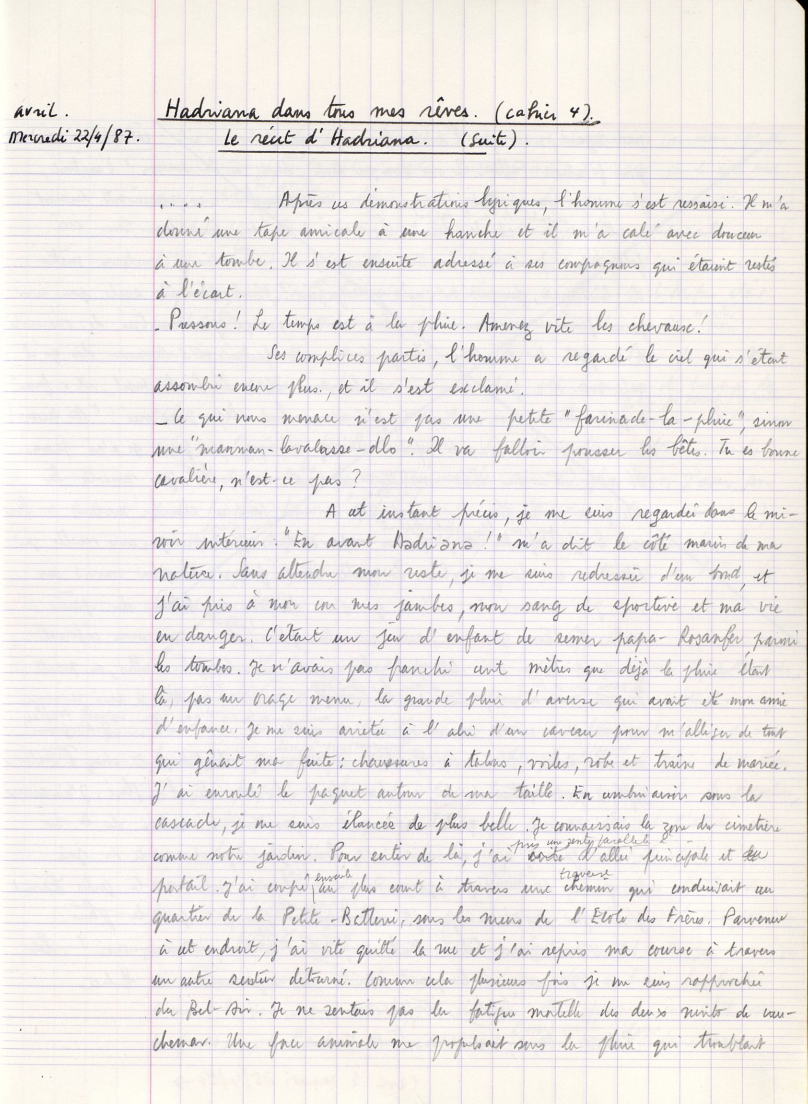 avril.
Mercredi 22/4/87.
Hadriana dans tous mes rêves. (cahier 4).
Le récit d'Hadriana. (Suite).
.... Après ces démonstrations lyriques, l'homme s'est ressaisi. Il m'a
donné une tape amicale à une hanche et il m'a calé avec douceur
à une tombe. Il s'est ensuite adressé à ses compagnons qui étaient restés
à l'écart.
- Pressons! Le temps est à la pluie. Amenez vite les chevaux!
Ses complices partis, l'homme a regardé le ciel qui s'était
assombri encore plus, et il s'est exclamé.
- Ce qui nous menace n'est pas une petite "farinade-la-pluie", sinon
une "manman-lavalasse-dlo". Il va falloir pousser les bêtes. Tu es bonne
cavalière, n'est-ce pas?
A cet instant précis, je me suis regardée dans le mi-
roir intérieur. "En avant Hadriana!" m'a dit le côté marin de ma
nature. Sans attendre mon reste, je me suis redressée d'un bond, et
j'ai pris à mon cou mes jambes, mon sang de sportive et ma vie
en danger. C'était un jeu d'enfant de semer papa-Rosanfer parmi
les tombes. Je n'avais pas franchi cent mètres que déjà la pluie était
là, pas un orage menu, la grande pluie d'averse qui avait été mon amie
d'enfance. Je me suis arrêtée à l'abri d'un caveau pour m'alléger de tout
qui gênait ma fuite: chaussures à talons, voiles, robe et traîne de mariée.
J'ai enroulé le paquet autour de ma taille. En combinaison sous la
cascade, je me suis élancée de plus belle. Je connaissais la zone du cimetière
pris un sentier parallèle à
comme notre jardin. Pour sortir de là, j'ai évité l'allée principale et le
ensuite traverse
portail. J'ai coupé au plus court à travers une chemin qui conduisait au
quartier de la Petite-Batterie, sous les murs de l'Ecole des Frères. Parvenue
à cet endroit, j'ai vite quitté la rue et j'ai repris ma course à travers
un autre sentier détourné. Comme cela plusieurs fois je me suis rapprochée
du Bel-Air. Je ne sentais pas la fatigue mortelle des deux nuits de cau-
chemar. Une force animale me propulsait sous la pluie qui troublait